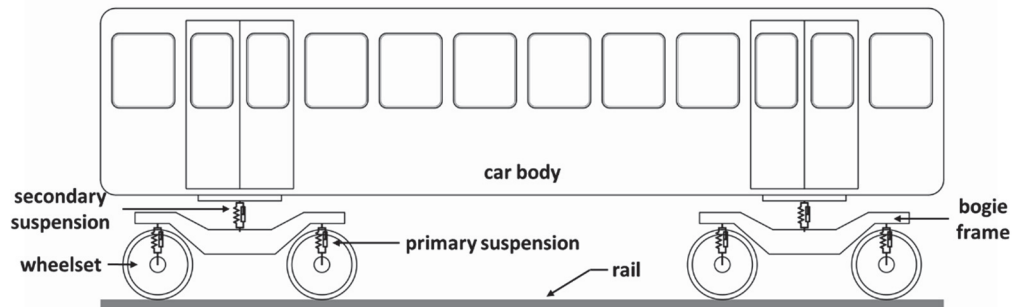 car body
secondary
suspension
bogie
frame
primary suspension
wheelset
rail